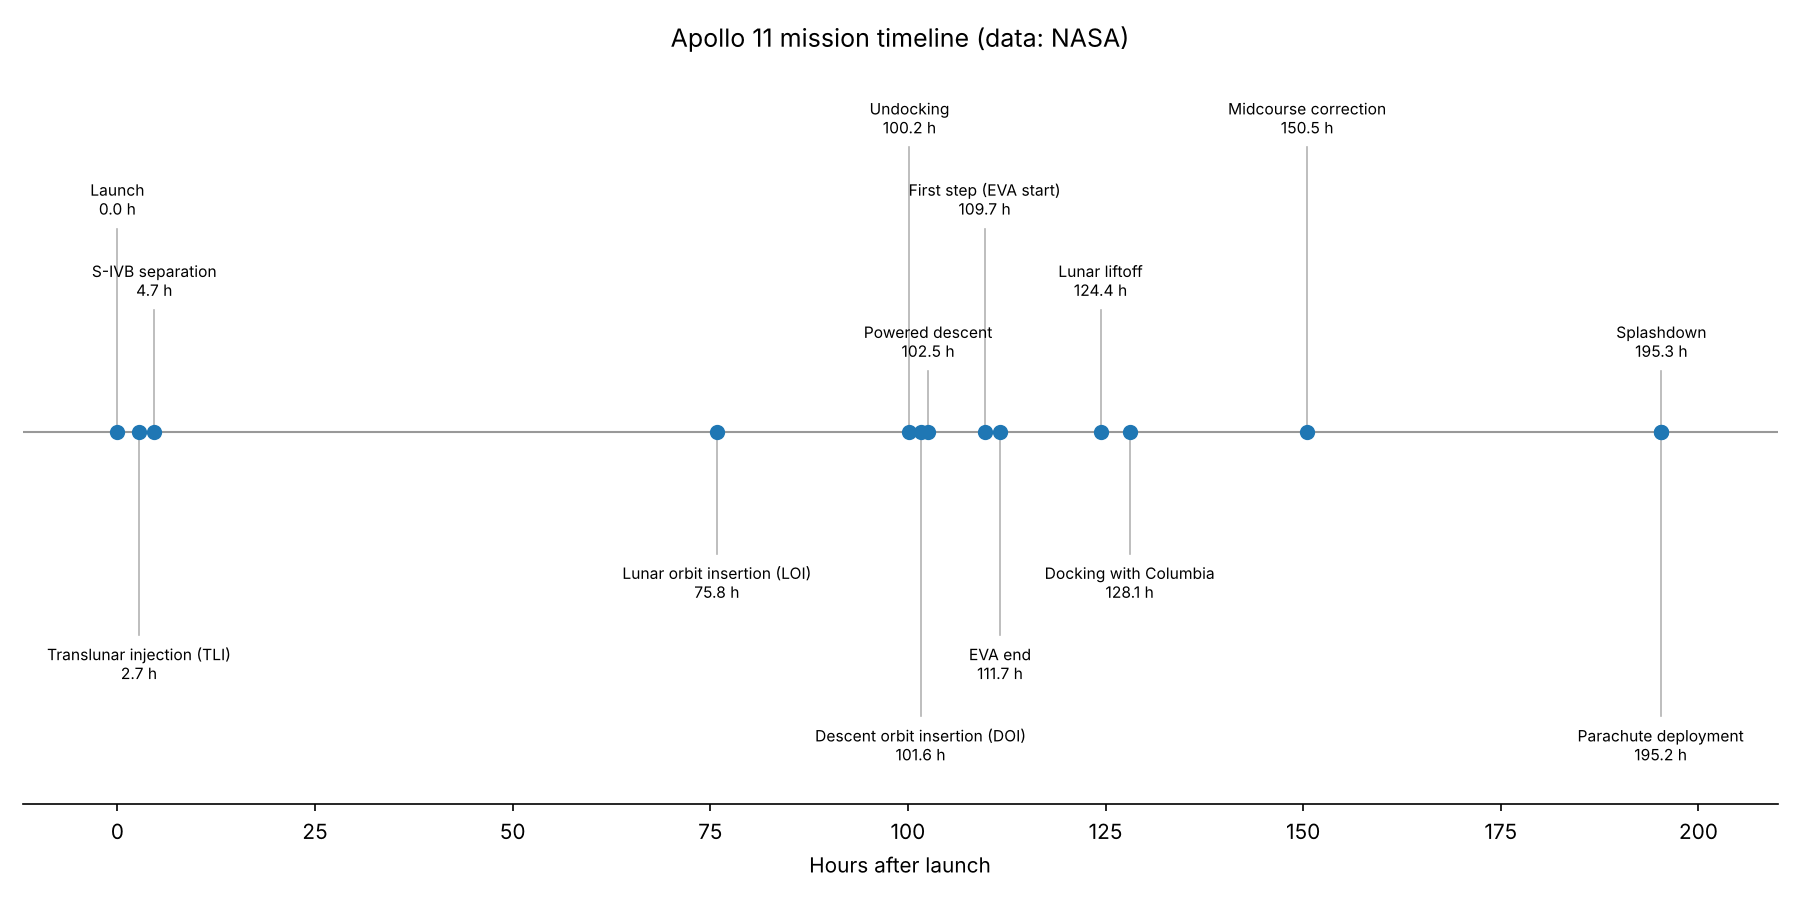 Apollo 11 mission timeline (data: NASA)
Undocking
100.2 h
Midcourse correction
150.5 h
Launch
0.0 h
First step (EVA start)
109.7 h
S-IVB separation
4.7 h
Lunar liftoff
124.4 h
Powered descent
102.5 h
Splashdown
195.3 h
Lunar orbit insertion (LOI)
75.8 h
Docking with Columbia
128.1 h
Translunar injection (TLI)
2.7 h
EVA end
111.7 h
Descent orbit insertion (DOI)
101.6 h
Parachute deployment
195.2 h
0 25 50 75 100 125 150 175 200
Hours after launch